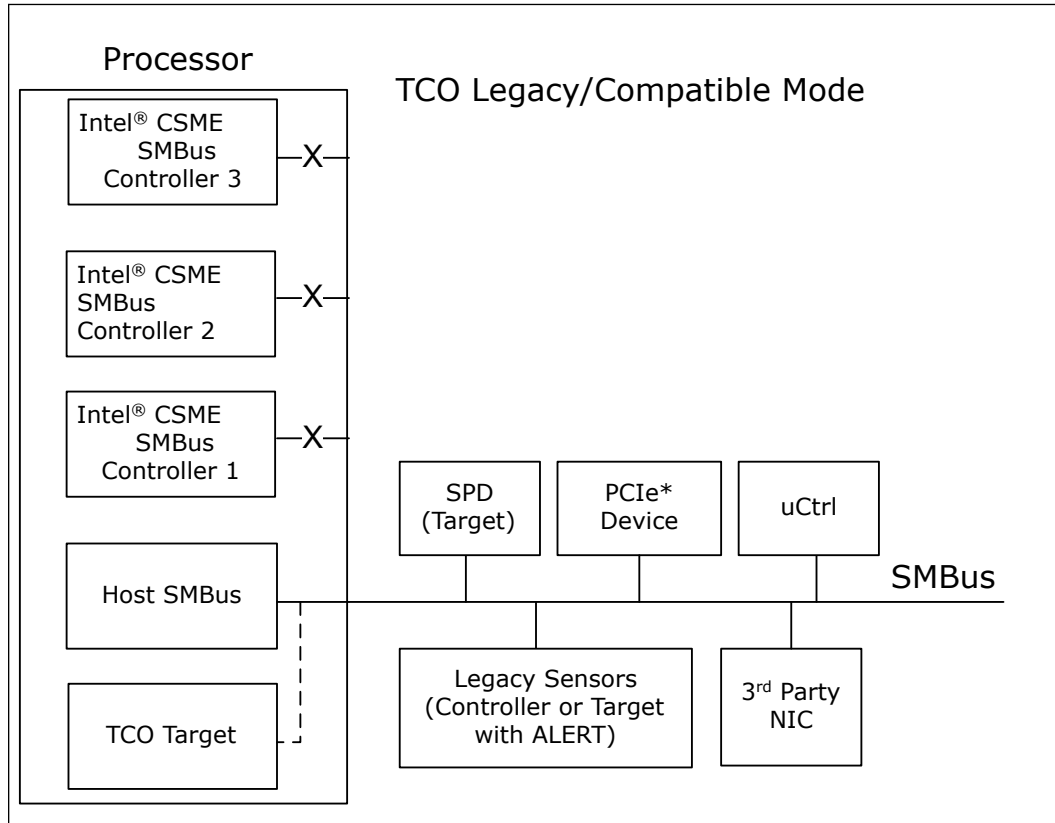 Processor
TCO Legacy/Compatible Mode
Intel® CSME
SMBus
Controller 3
X
Intel® CSME
SMBus
Controller 2
X
Intel® CSME
SMBus
Controller 1
X
SPD
(Target)
PCIe*
Device
uCtrl
Host SMBus
SMBus
Legacy Sensors
(Controller or Target
with ALERT)
3rd Party
NIC
TCO Target